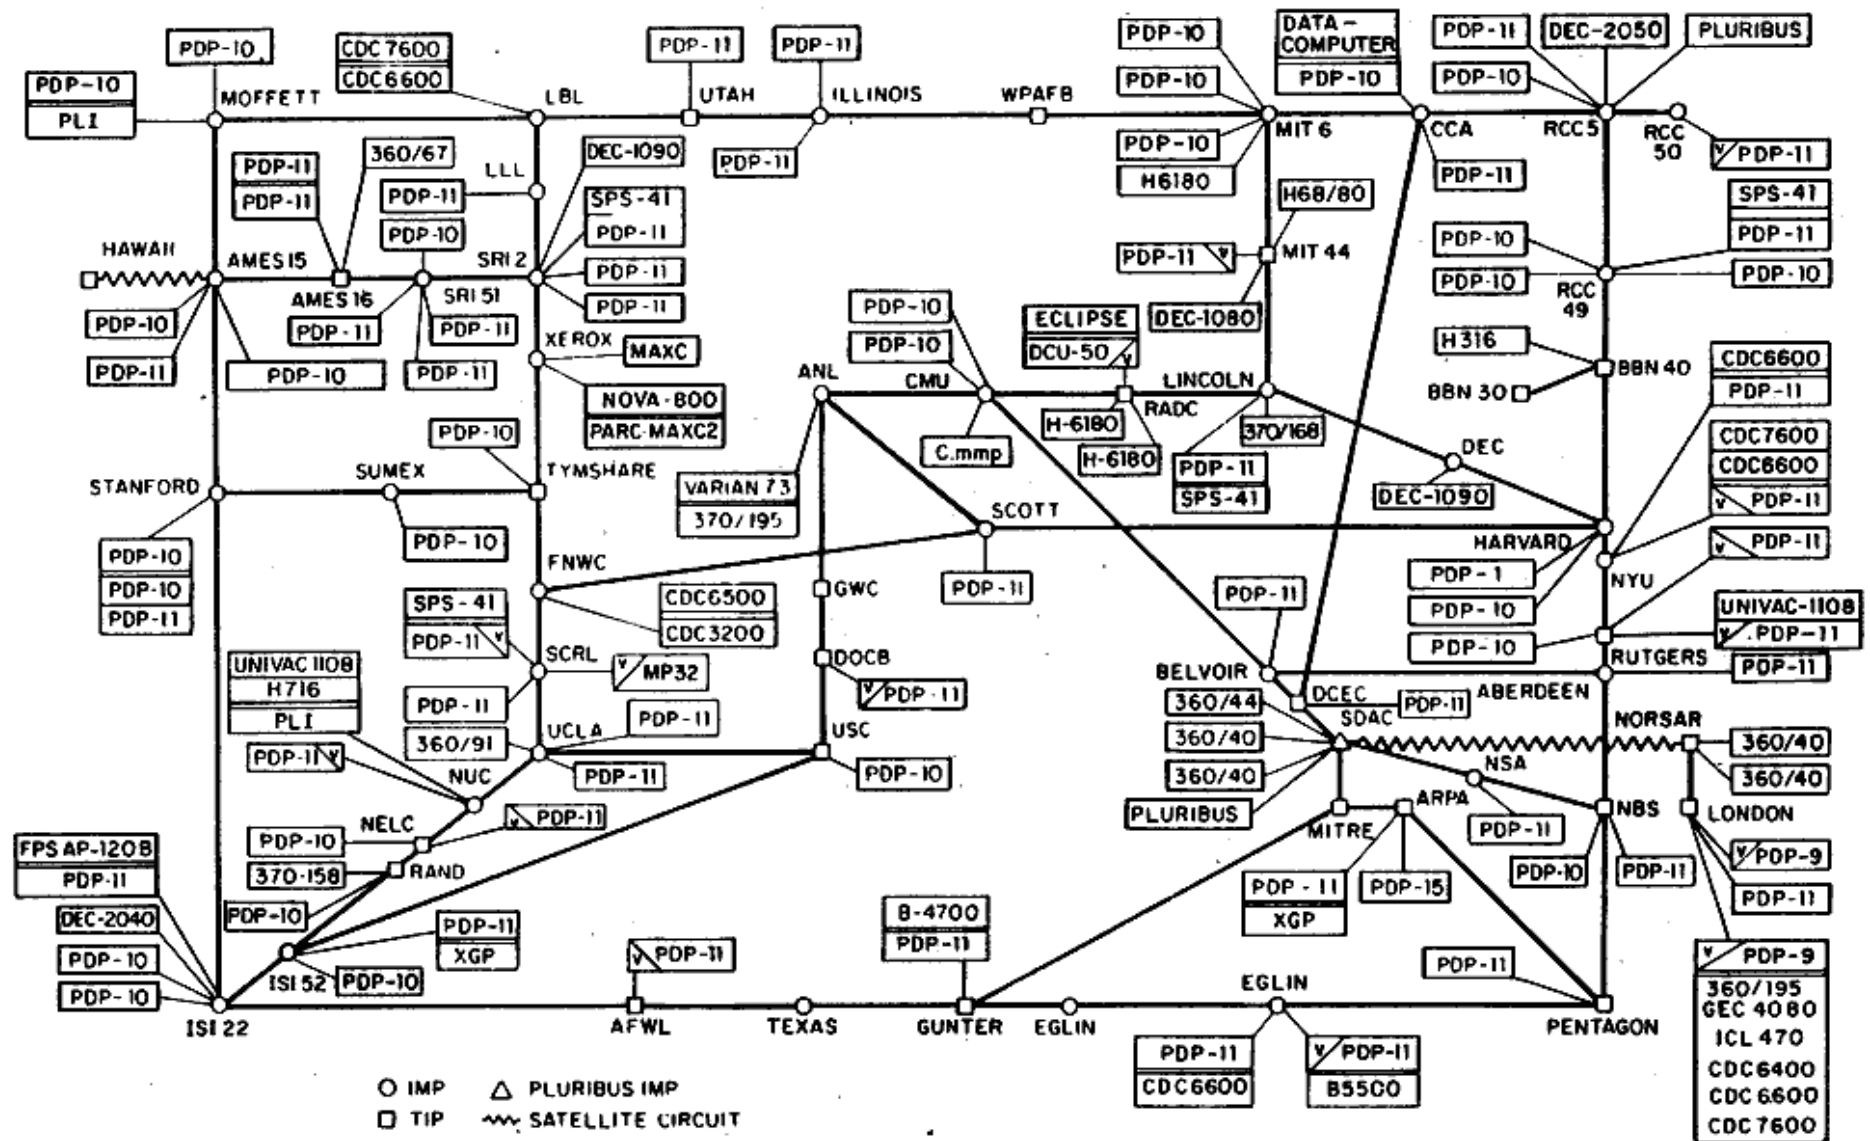 PDP-10
CDC7600
CDC6600
PDP-11
PDP-11
PDP-10
DATA-
COMPUTER
PDP-10
PDP-11
DEC-2050
PLURIBUS
PDP-10
PLI
MOFFETT
LBL
UTAH
ILLINOIS
WPAFB
PDP-10
PDP-10
MIT 6
CCA
RCC5
RCC
50
PDP-11
PDP-11
PDP-11
360/67
LLL
PDP-11
DEC-1090
PDP-11
PDP-10
H6180
PDP-11
V PDP-11
HAWAII
AMES15
AMES16
PDP-10
SRI 51
SRI 2
SPS-41
PDP-11
PDP-11
PDP-11
H68/80
PDP-11 V
MIT 44
DEC-1080
PDP-10
PDP-10
SPS-41
PDP-11
PDP-10
RCC
49
PDP-10
PDP-11
PDP-10
PDP-11
PDP-11
PDP-11
XEROX
MAXC
NOVA-800
PARC-MAXC2
PDP-10
PDP-10
ECLIPSE
DCU-50 V
H316
BBN 40
BBN 30
CDC6600
PDP-11
ANL
CMU
RADC
LINCOLN
C.mmp
H-6180
H-6180
370/168
PDP-11
SPS-41
DEC
DEC-1090
CDC7600
CDC6600
V PDP-11
PDP-10
STANFORD
SUMEX
TYMSHARE
VARIAN 73
370/195
SCOTT
HARVARD
V PDP-11
PDP-10
PDP-10
PDP-11
PDP-10
FNWC
PDP-11
PDP-1
PDP-10
PDP-10
NYU
CDC6500
CDC3200
GWC
PDP-11
UNIVAC-1108
V PDP-11
SPS-41
PDP-11 V
SCRL
V MP32
DOCB
V PDP-11
BELVOIR
RUTGERS
PDP-11
ABERDEEN
UNIVAC 1108
H716
PLI
PDP-11
PDP-11
360/44
DCEC
PDP-11
SDAC
NORSAR
360/91
UCLA
PDP-11
USC
PDP-10
360/40
360/40
PLURIBUS
360/40
360/40
PDP-11 V
NUC
NSA
PDP-11
NELC
V PDP-11
PDP-10
MITRE
ARPA
NBS
LONDON
FPS AP-120B
PDP-11
370-158
RAND
PDP-11
XGP
PDP-15
PDP-10
PDP-11
V PDP-9
PDP-11
DEC-2040
PDP-10
PDP-11
XGP
B-4700
PDP-11
PDP-10
PDP-10
ISI 52
PDP-10
V PDP-11
PDP-11
EGLIN
V PDP-9
360/195
GEC 4080
ICL 470
CDC6400
CDC6600
CDC7600
ISI 22
AFWL
TEXAS
GUNTER
EGLIN
PENTAGON
PDP-11
CDC6600
V PDP-11
B5500
IMP
PLURIBUS IMP
TIP
SATELLITE CIRCUIT